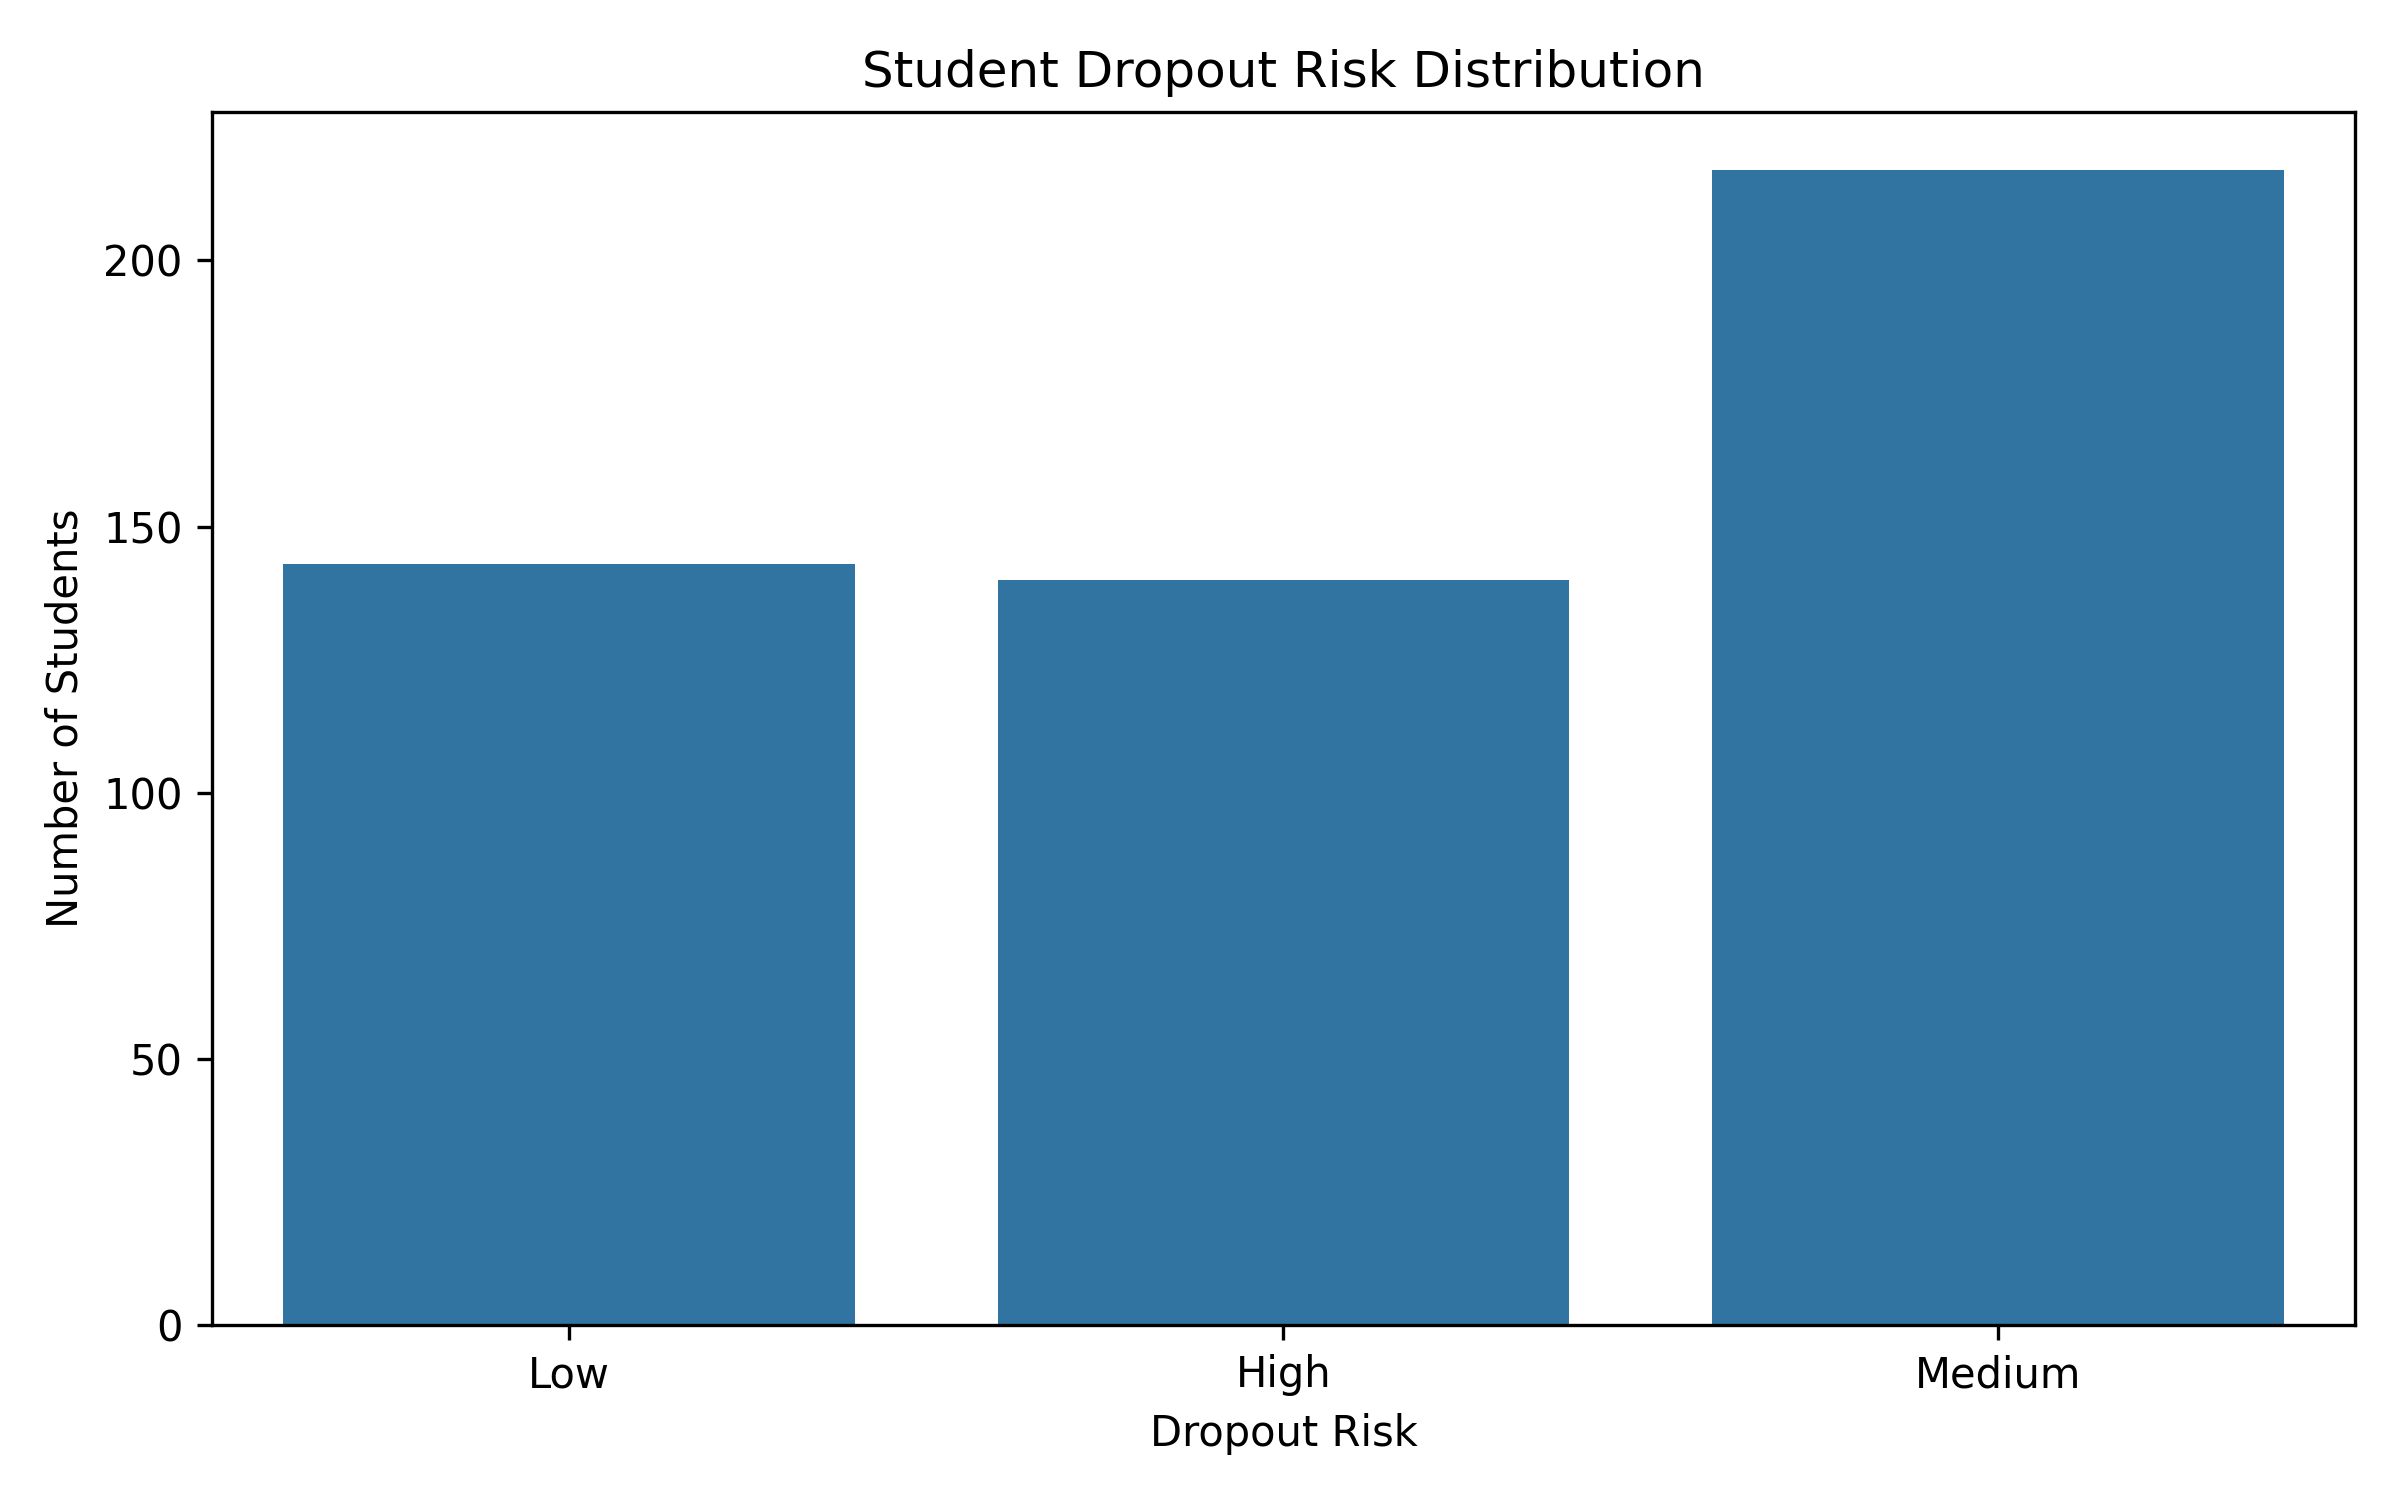 Student Dropout Risk Distribution
Number of Students
200
150
100
50
0
Low High Medium
Dropout Risk